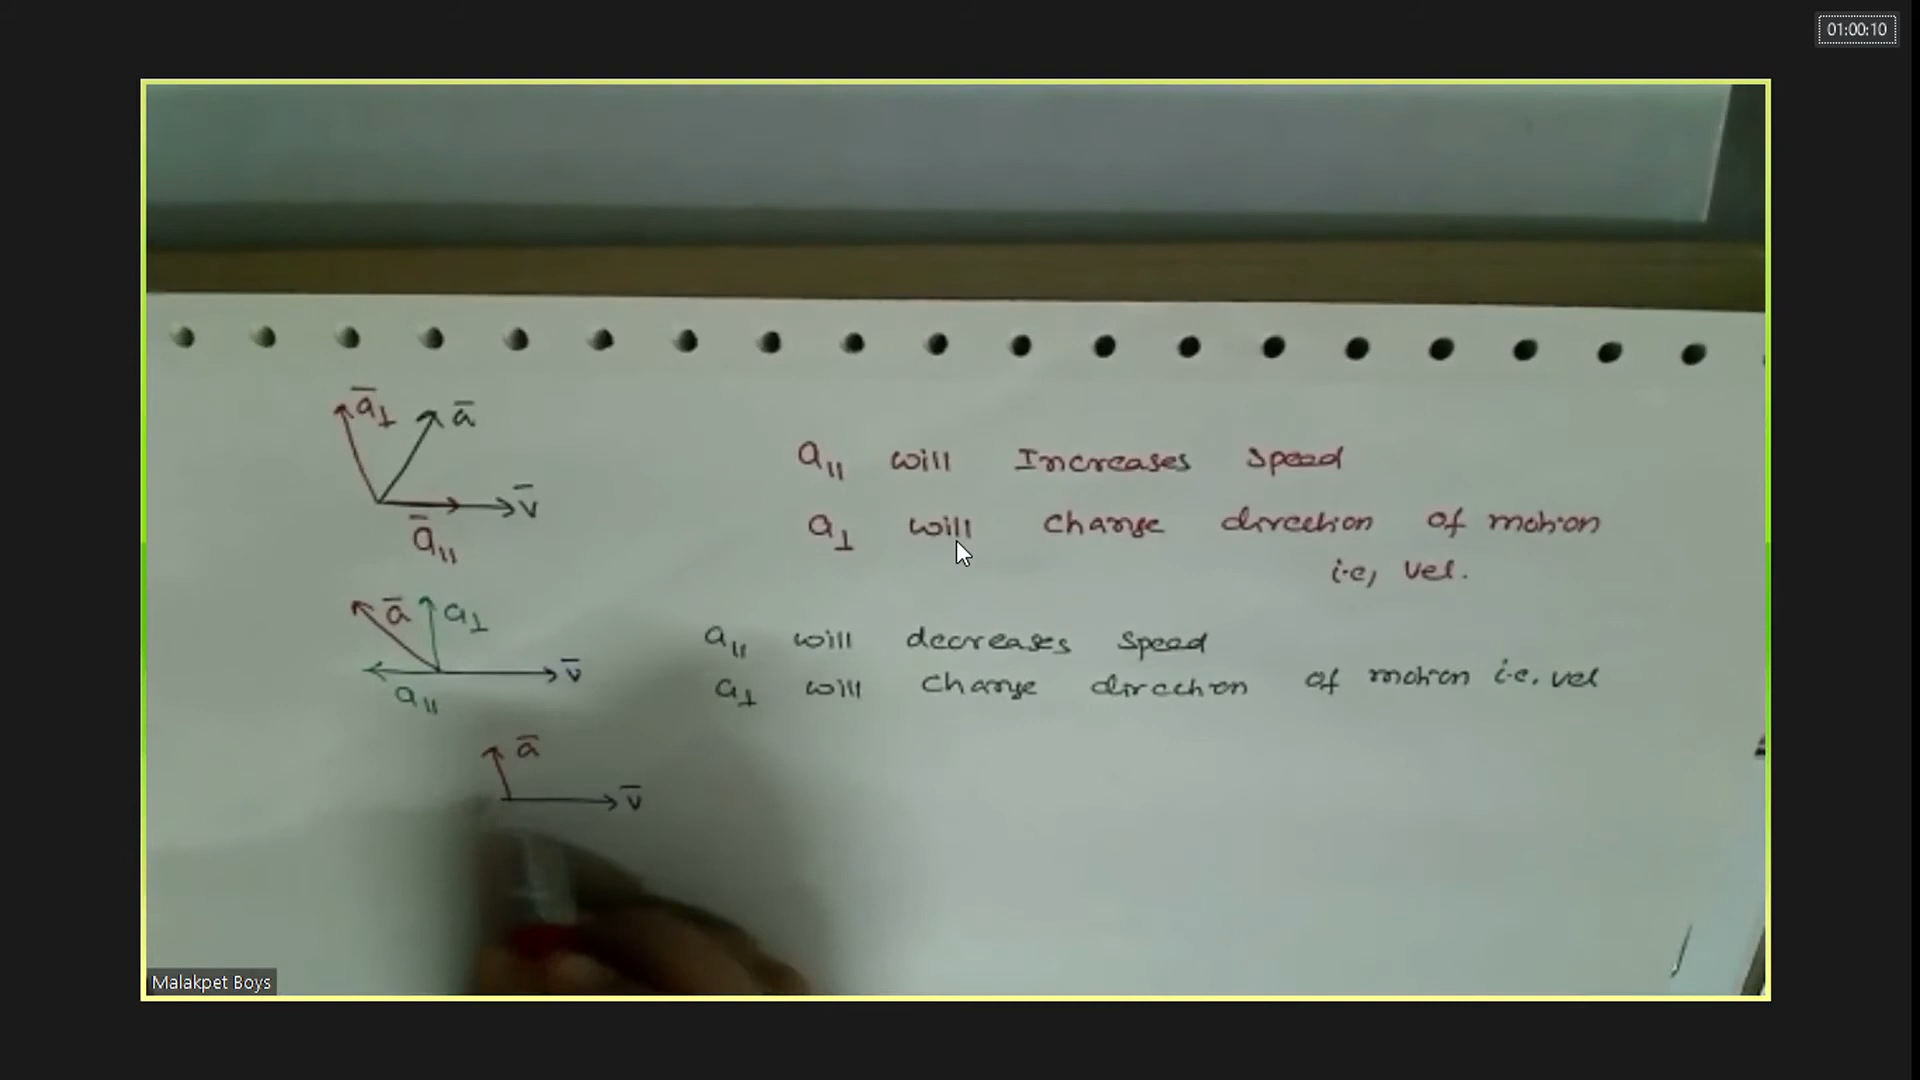 01:00:10
a̅⊥ a̅
v̅
a̅||
a|| will Increases speed
a⊥ will change direction of motion
i.e, vel.
a̅ a⊥
v̅
a||
a|| will decreases speed
a⊥ will change direction of motion i.e. vel
a̅
v̅
Malakpet Boys